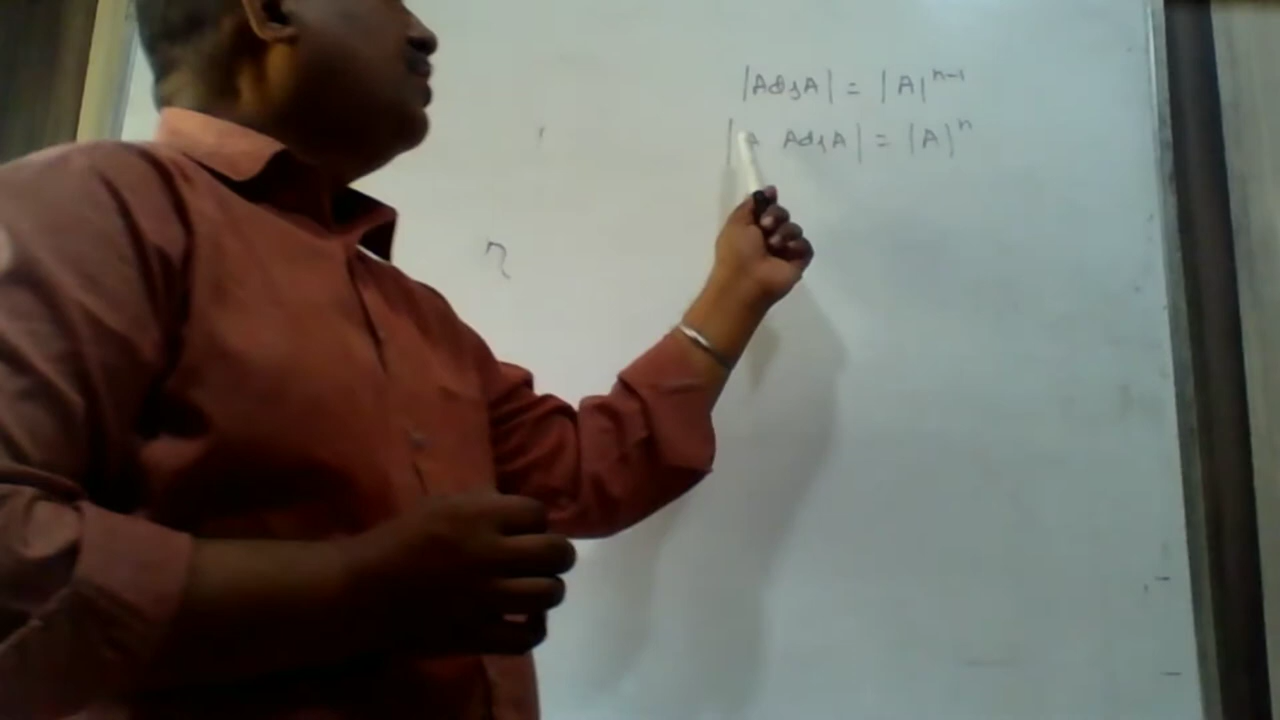 |AdjA| = |A|ⁿ⁻¹
|A AdjA| = |A|ⁿ